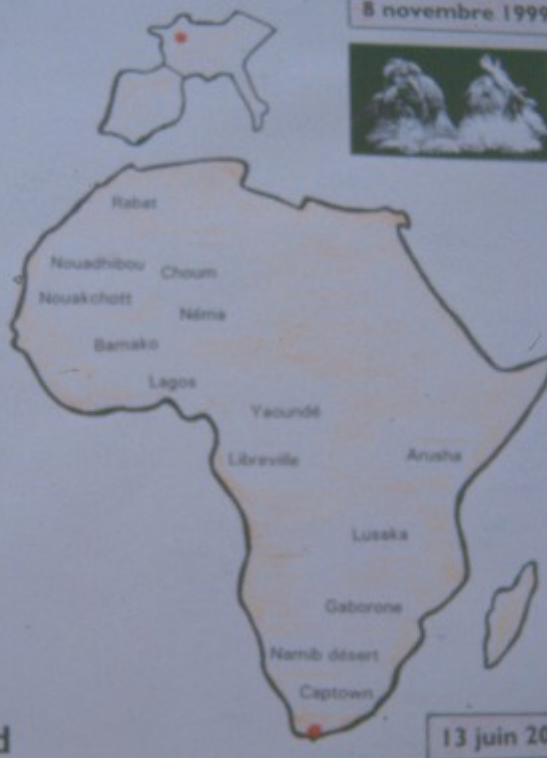 8 novembre 1999
Rabat
Nouadhibou
Choum
Nouakchott
Néma
Bamako
Lagos
Yaoundé
Libreville
Arusha
Lusaka
Gaborone
Namib désert
Captown
d
13 juin 20